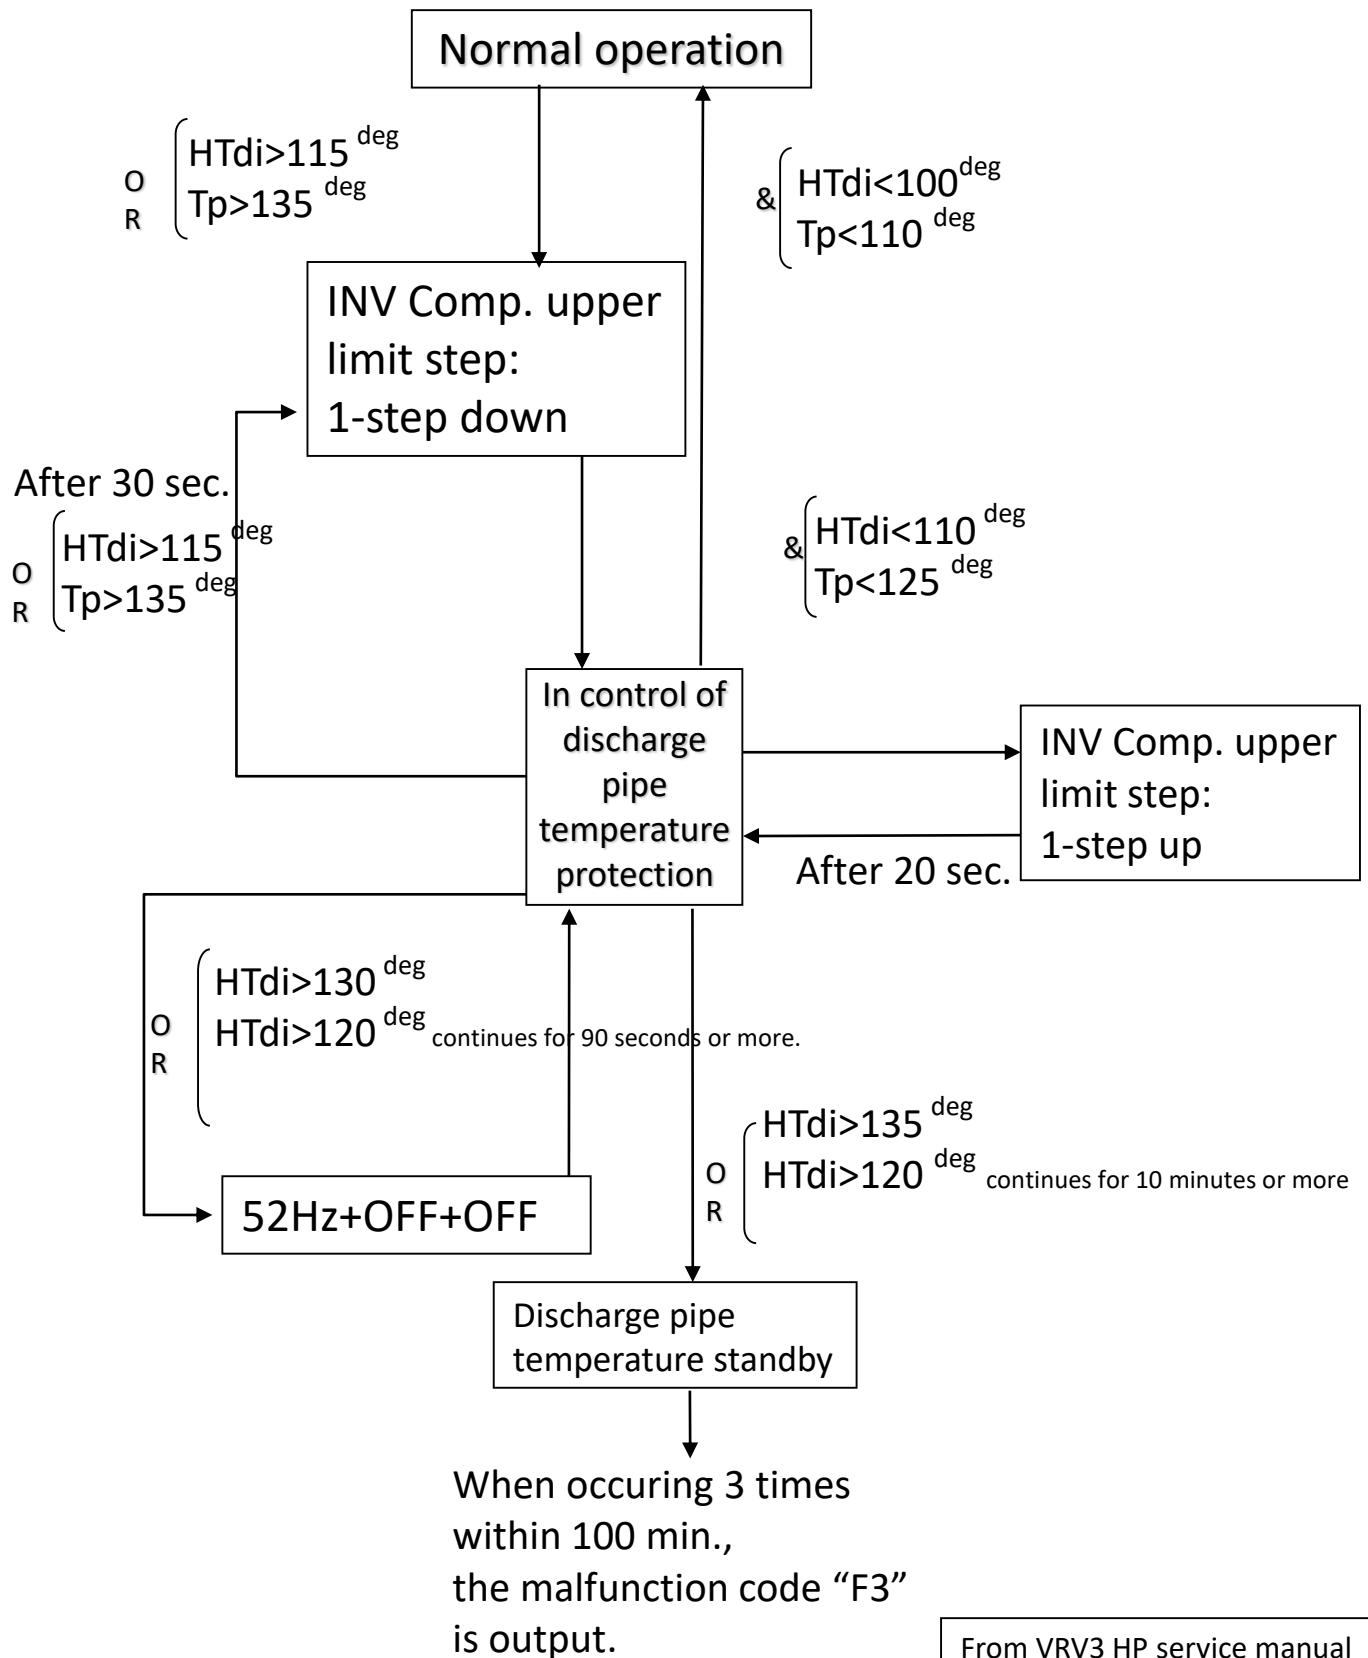 Normal operation
O
R
HTdi>115 deg
Tp>135 deg
&
HTdi<100 deg
Tp<110 deg
INV Comp. upper
limit step:
1-step down
After 30 sec.
O
R
HTdi>115 deg
Tp>135 deg
&
HTdi<110 deg
Tp<125 deg
In control of
discharge
pipe
temperature
protection
INV Comp. upper
limit step:
1-step up
After 20 sec.
O
R
HTdi>130 deg
HTdi>120 deg continues for 90 seconds or more.
O
R
HTdi>135 deg
HTdi>120 deg continues for 10 minutes or more
52Hz+OFF+OFF
Discharge pipe
temperature standby
When occuring 3 times
within 100 min.,
the malfunction code “F3”
is output.
From VRV3 HP service manual